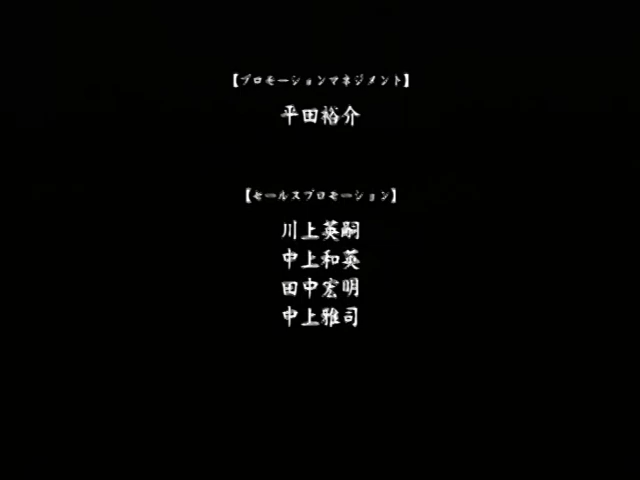 【プロモーションマネジメント】
平田裕介
【セールスプロモーション】
川上英嗣
中上和英
田中宏明
中上雅司